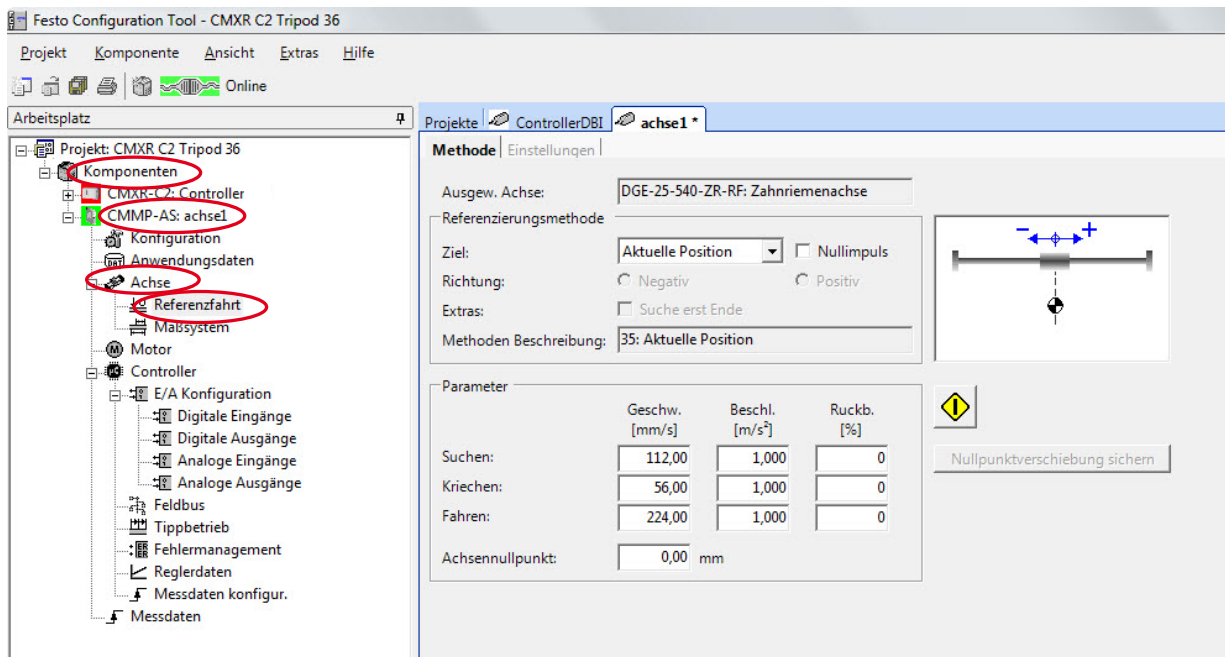 Festo Configuration Tool - CMXR C2 Tripod 36
Projekt Komponente Ansicht Extras Hilfe
Online
Arbeitsplatz
Projekt: CMXR C2 Tripod 36
Komponenten
CMXR-C2: Controller
CMMP-AS: achse1
Konfiguration
Anwendungsdaten
Achse
Referenzfahrt
Maßsystem
Motor
Controller
E/A Konfiguration
Digitale Eingänge
Digitale Ausgänge
Analoge Eingänge
Analoge Ausgänge
Feldbus
Tippbetrieb
Fehlermanagement
Reglerdaten
Messdaten konfigur.
Messdaten
Projekte ControllerDBI achse1 *
Methode Einstellungen
Ausgew. Achse: DGE-25-540-ZR-RF: Zahnriemenachse
Referenzierungsmethode
Ziel: Aktuelle Position Nullimpuls
Richtung: Negativ Positiv
Extras: Suche erst Ende
Methoden Beschreibung: 35: Aktuelle Position
Parameter
Geschw. Beschl. Ruckb.
[mm/s] [m/s²] [%]
Suchen: 112,00 1,000 0
Kriechen: 56,00 1,000 0
Fahren: 224,00 1,000 0
Achsennullpunkt: 0,00 mm
Nullpunktverschiebung sichern